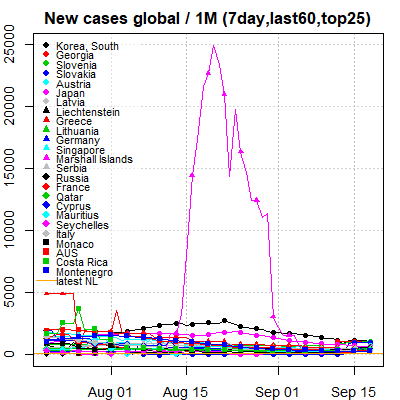 New cases global / 1M (7day,last60,top25)
25000
20000
15000
10000
5000
0
Korea, South
Georgia
Slovenia
Slovakia
Austria
Japan
Latvia
Liechtenstein
Greece
Lithuania
Germany
Singapore
Marshall Islands
Serbia
Russia
France
Qatar
Cyprus
Mauritius
Seychelles
Italy
Monaco
AUS
Costa Rica
Montenegro
latest NL
Aug 01
Aug 15
Sep 01
Sep 15